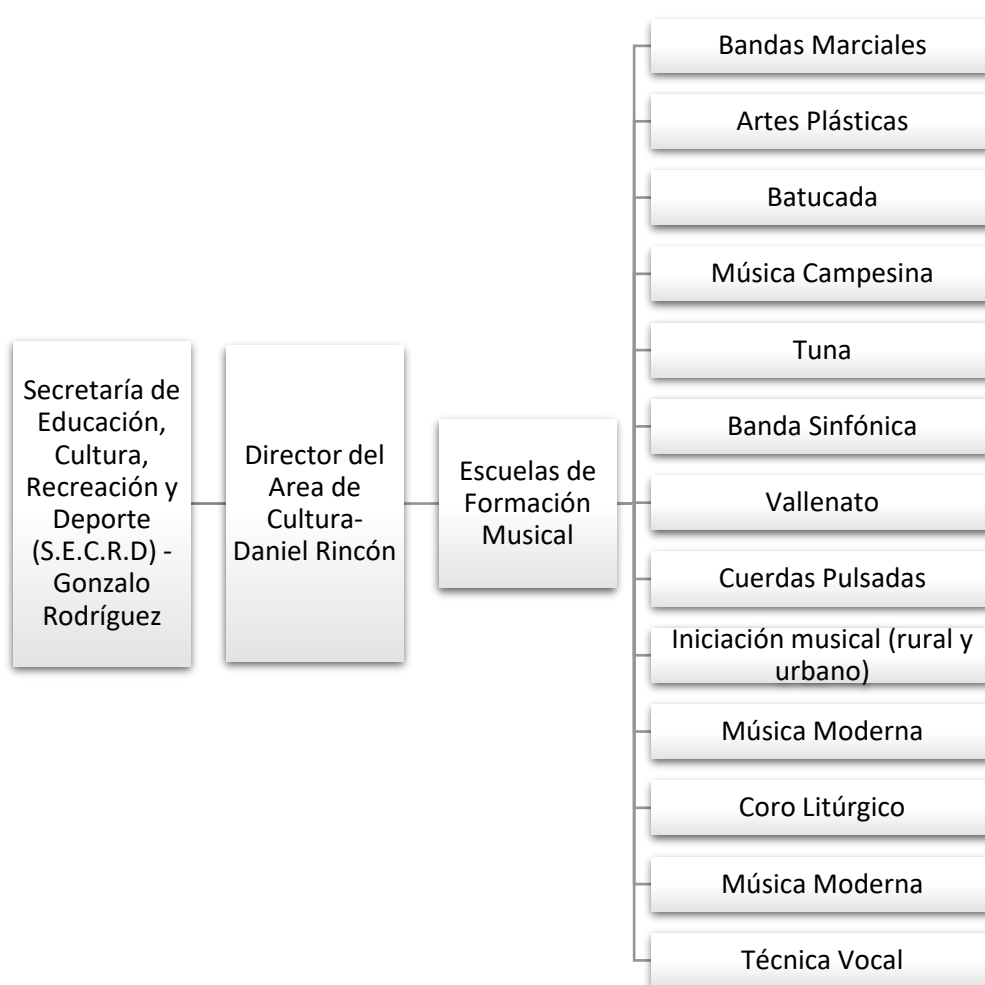 Secretaría de
Educación,
Cultura,
Recreación y
Deporte
(S.E.C.R.D) -
Gonzalo
Rodríguez
Director del
Area de
Cultura-
Daniel Rincón
Escuelas de
Formación
Musical
Bandas Marciales
Artes Plásticas
Batucada
Música Campesina
Tuna
Banda Sinfónica
Vallenato
Cuerdas Pulsadas
Iniciación musical (rural y
urbano)
Música Moderna
Coro Litúrgico
Música Moderna
Técnica Vocal